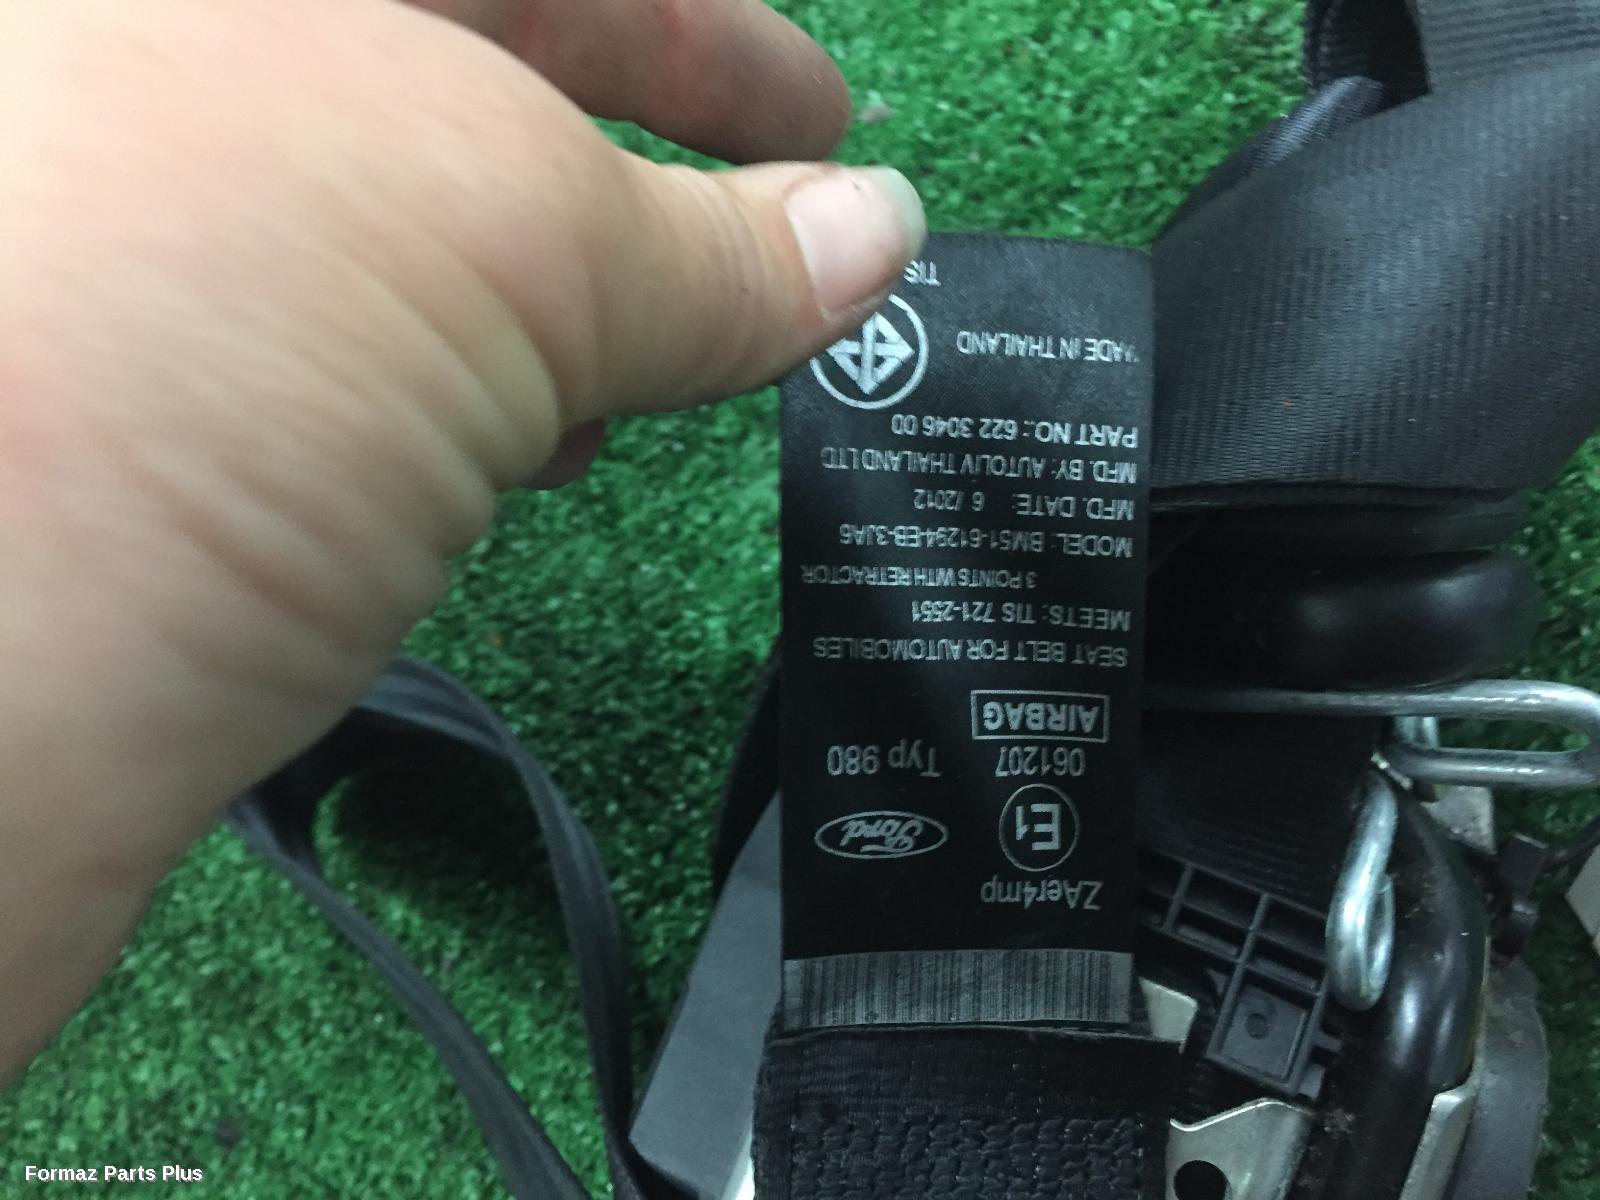 ZAer4mp
E1
Ford
061207 Typ 980
AIRBAG
SEAT BELT FOR AUTOMOBILES
MEETS: TIS 721-2551
3 POINTS WITH RETRACTOR
MODEL: BM51-61294-EB-3JA6
MFD. DATE: 6 /2012
MFD. BY: AUTOLIV THAILAND LTD
PART NO.: 622 3046 00
MADE IN THAILAND
TIS
Formaz Parts Plus